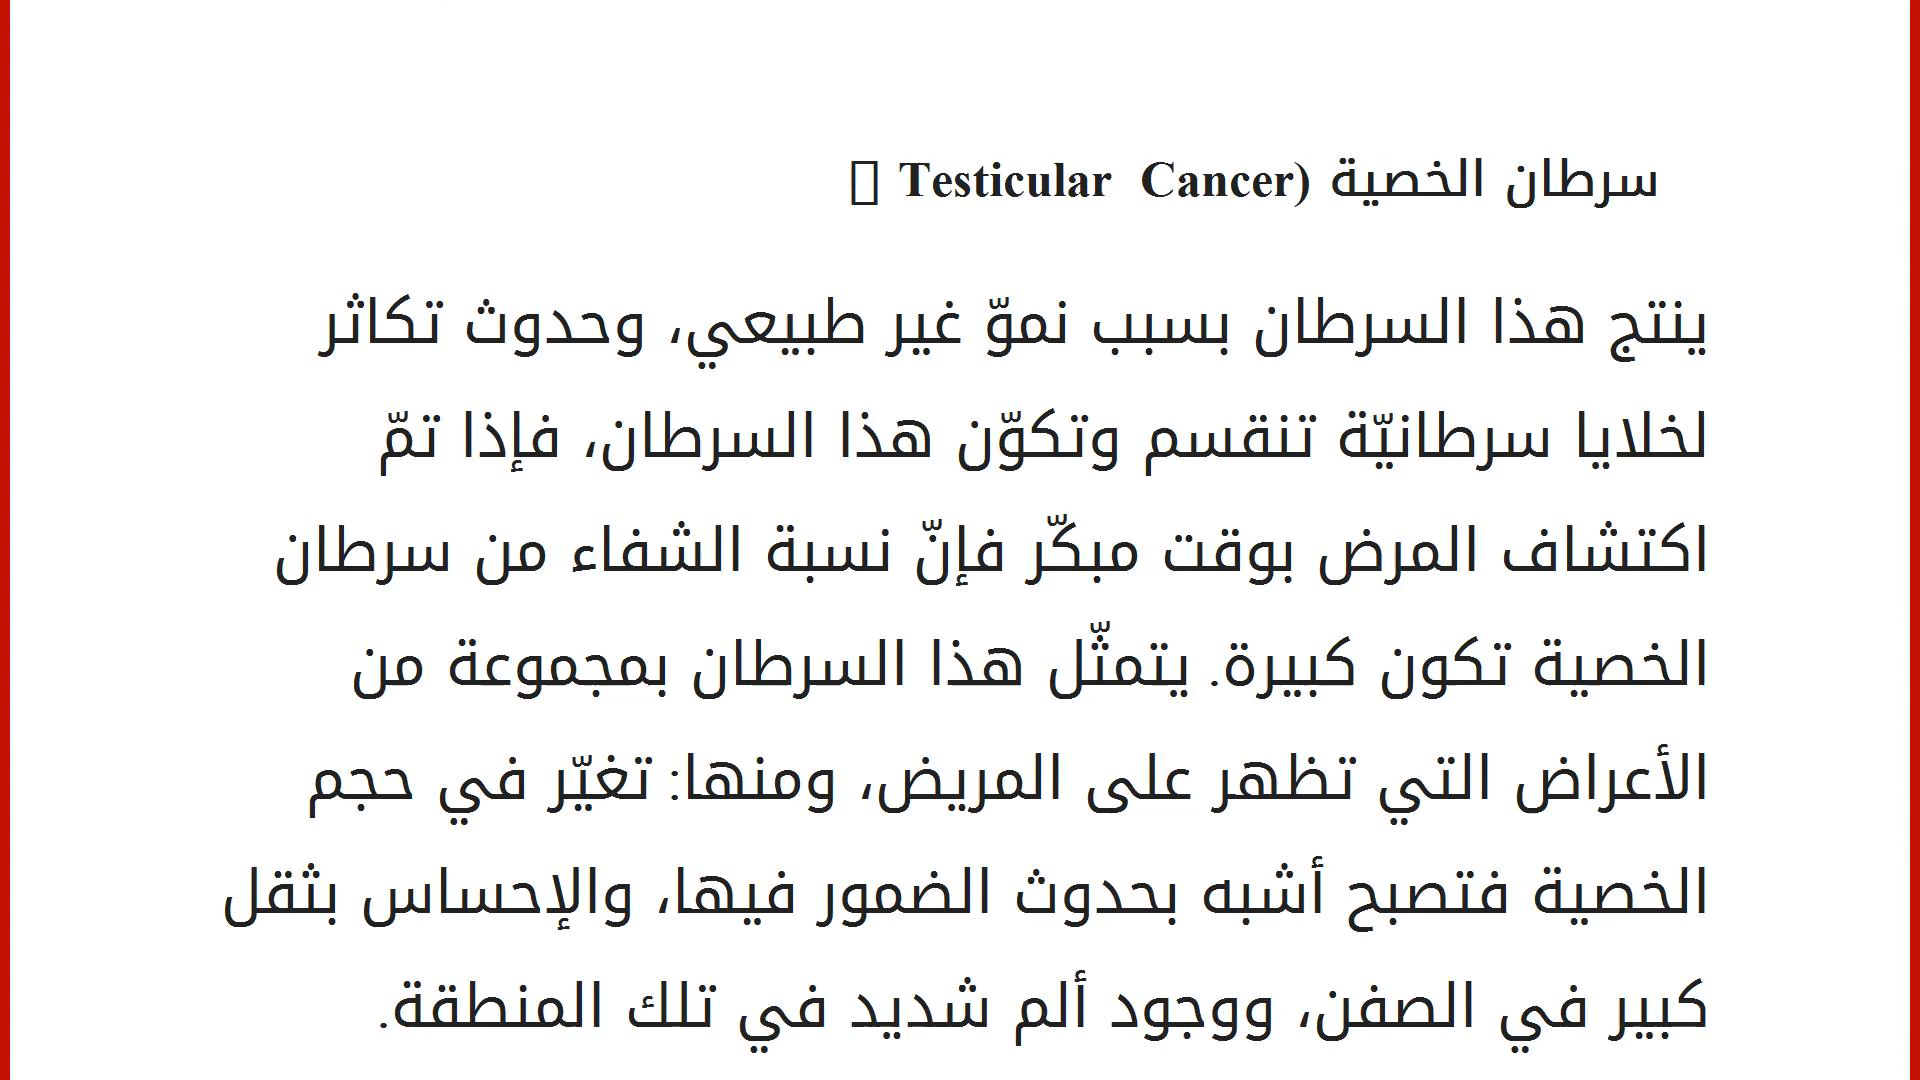 سرطان الخصية (Testicular Cancer
ينتج هذا السرطان بسبب نموّ غير طبيعي، وحدوث تكاثر
لخلايا سرطانيّة تنقسم وتكوّن هذا السرطان، فإذا تمّ
اكتشاف المرض بوقت مبكّر فإنّ نسبة الشفاء من سرطان
الخصية تكون كبيرة. يتمثّل هذا السرطان بمجموعة من
الأعراض التي تظهر على المريض، ومنها: تغيّر في حجم
الخصية فتصبح أشبه بحدوث الضمور فيها، والإحساس بثقل
كبير في الصفن، ووجود ألم شديد في تلك المنطقة.